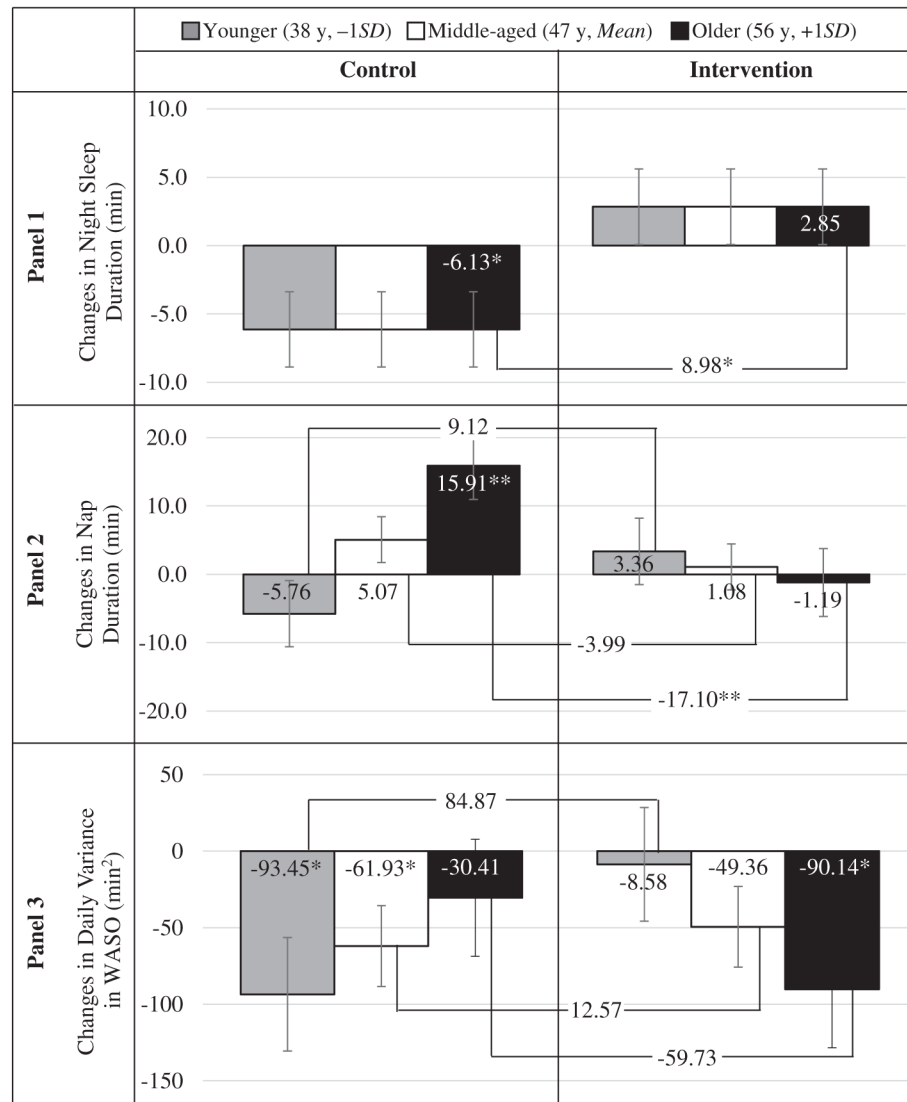 Younger (38 y, –1SD) Middle-aged (47 y, Mean) Older (56 y, +1SD)
Control Intervention
Panel 1
Changes in Night Sleep
Duration (min)
10.0
5.0
0.0
-5.0
-10.0
-6.13*
2.85
8.98*
Panel 2
Changes in Nap
Duration (min)
20.0
10.0
0.0
-10.0
-20.0
9.12
15.91**
-5.76 5.07
3.36
1.08
-1.19
-3.99
-17.10**
Panel 3
Changes in Daily Variance
in WASO (min²)
50
0
-50
-100
-150
84.87
-93.45* -61.93* -30.41
-8.58 -49.36 -90.14*
12.57
-59.73